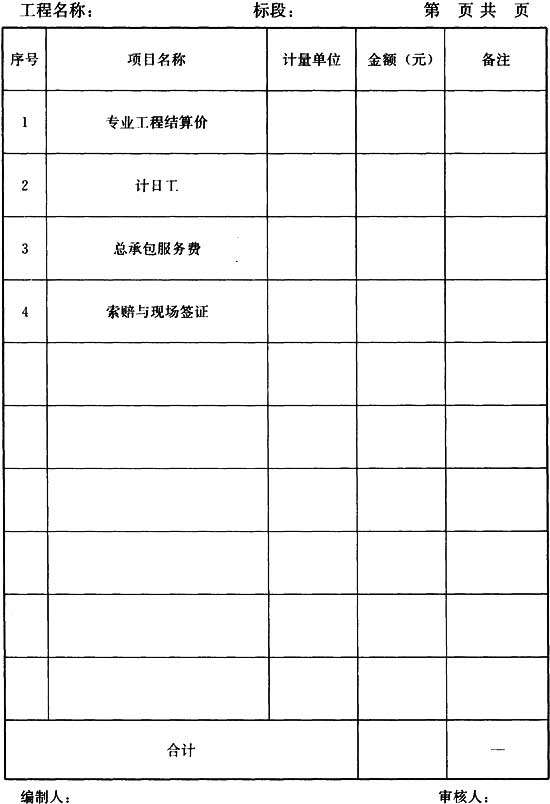 工程名称： 标段： 第 页 共 页
序号 项目名称 计量单位 金额（元） 备注
1 专业工程结算价
2 计日工
3 总承包服务费
4 索赔与现场签证
合计 —
编制人： 审核人：